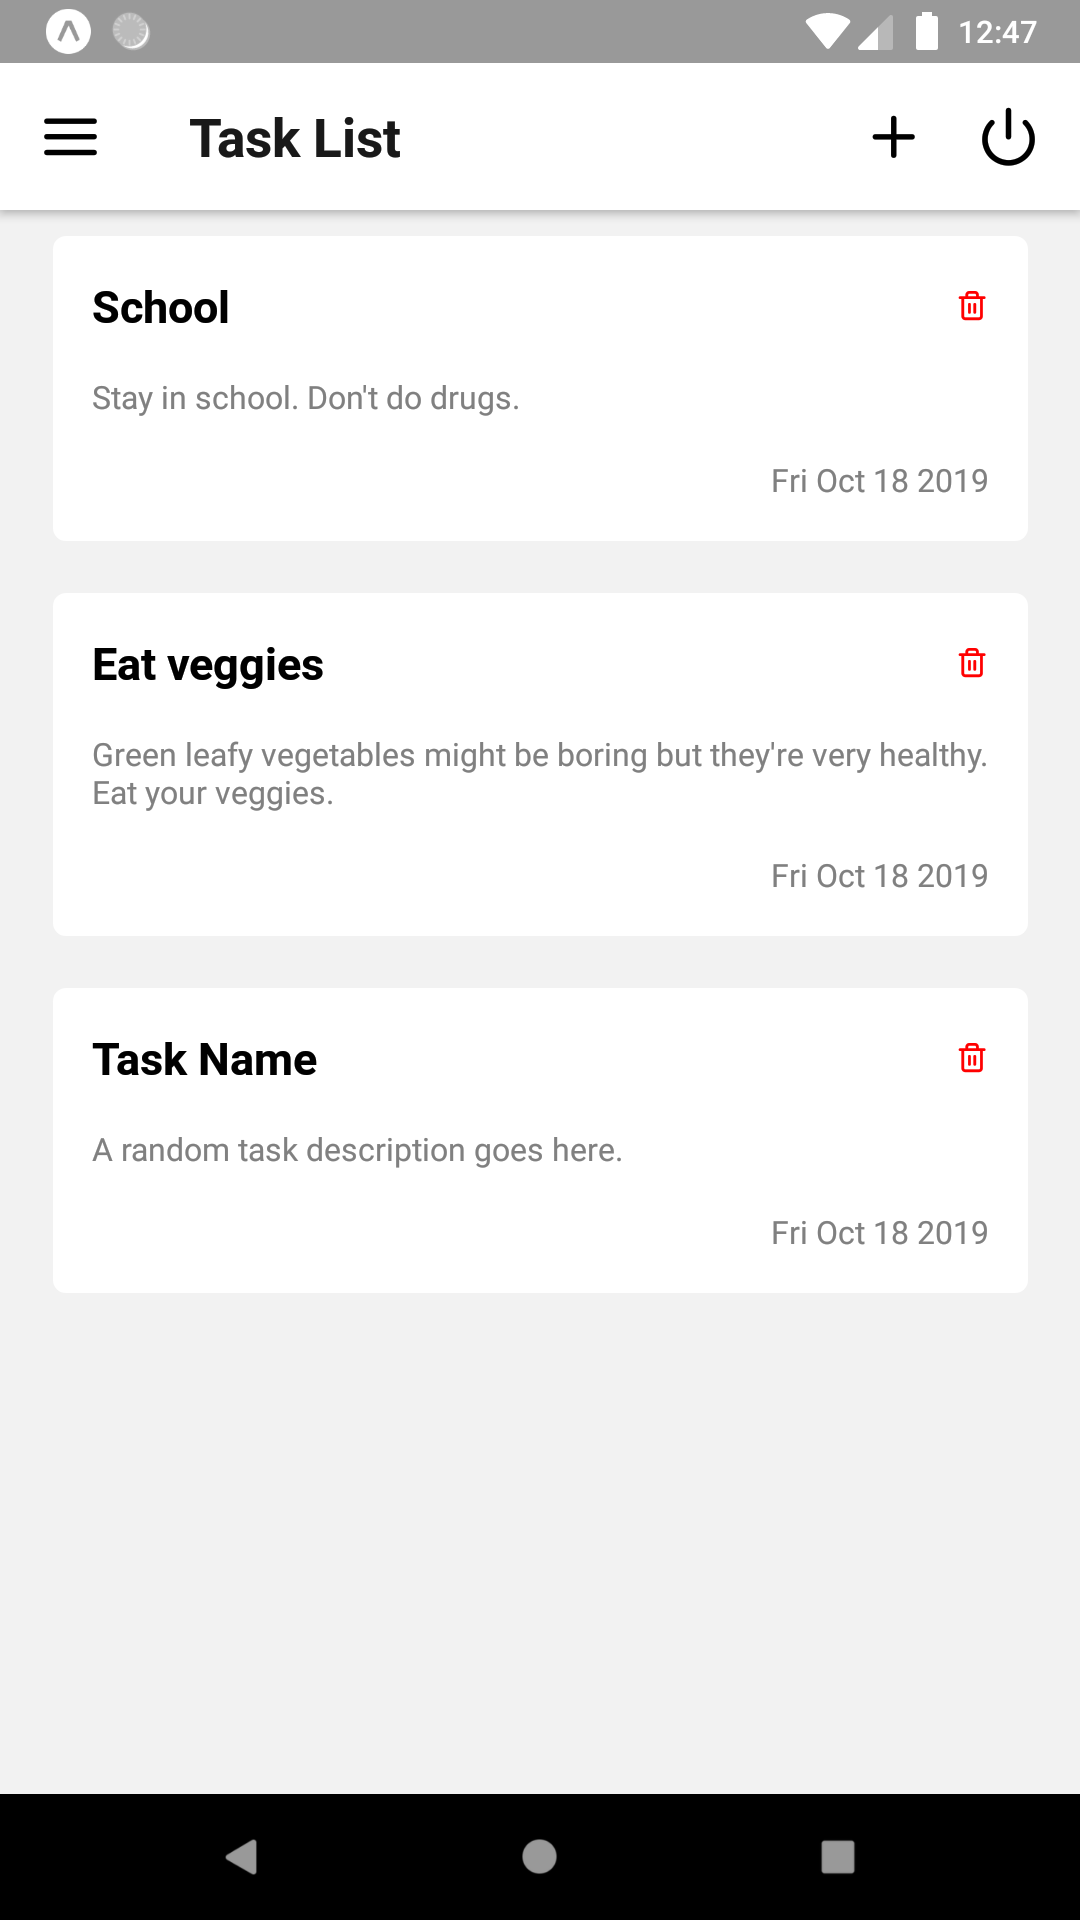 12:47
Task List
School
Stay in school. Don't do drugs.
Fri Oct 18 2019
Eat veggies
Green leafy vegetables might be boring but they're very healthy.
Eat your veggies.
Fri Oct 18 2019
Task Name
A random task description goes here.
Fri Oct 18 2019